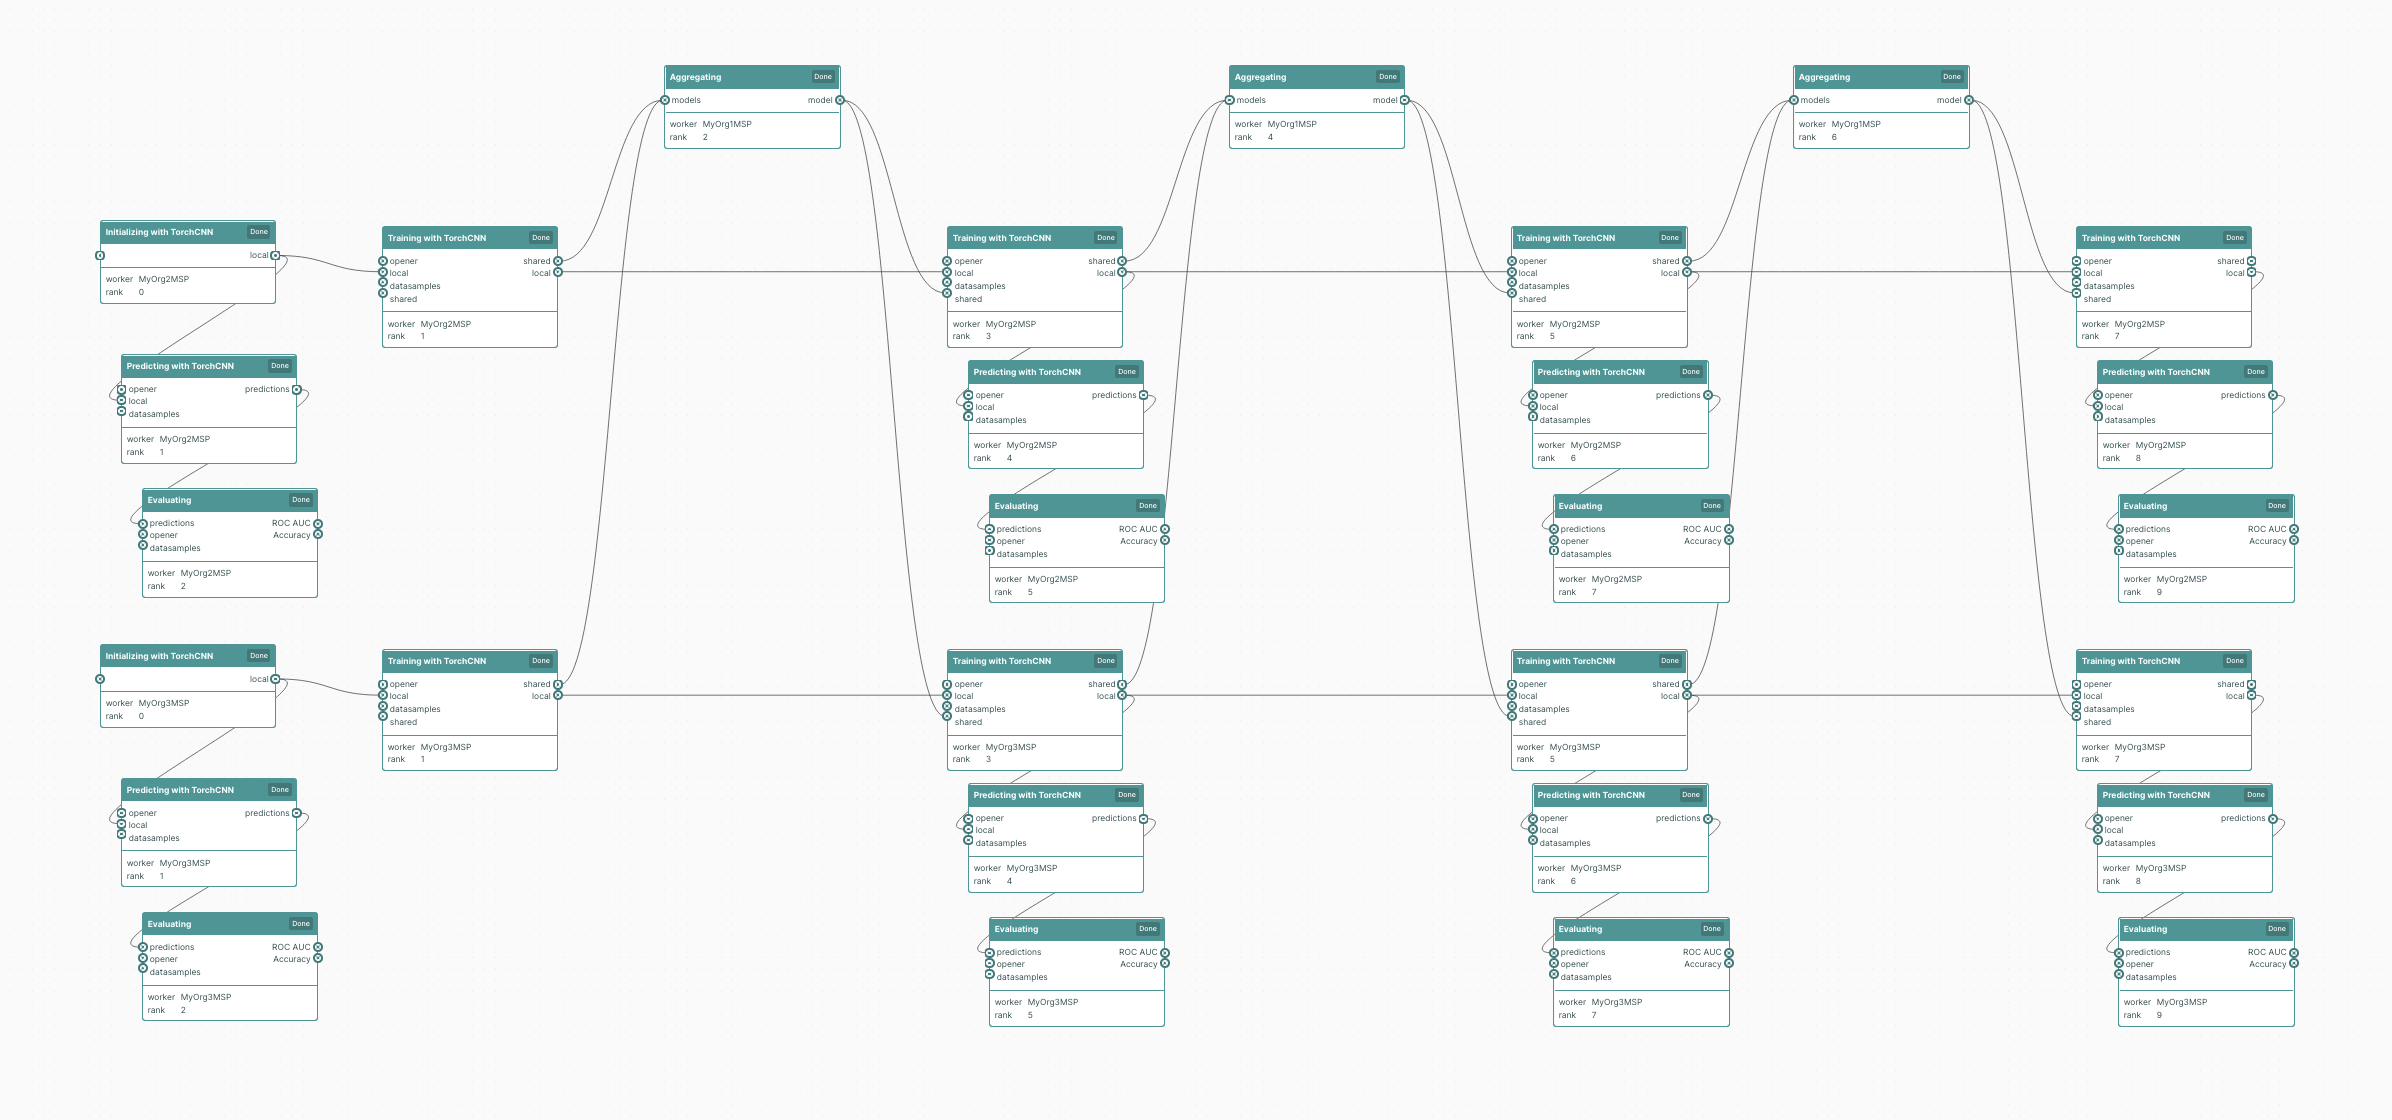 Aggregating Done
models model
worker MyOrg1MSP
rank 2
Aggregating Done
models model
worker MyOrg1MSP
rank 4
Aggregating Done
models model
worker MyOrg1MSP
rank 6
Initializing with TorchCNN Done
local
worker MyOrg2MSP
rank 0
Training with TorchCNN Done
opener shared
local local
datasamples
shared
worker MyOrg2MSP
rank 1
Training with TorchCNN Done
opener shared
local local
datasamples
shared
worker MyOrg2MSP
rank 3
Training with TorchCNN Done
opener shared
local local
datasamples
shared
worker MyOrg2MSP
rank 5
Training with TorchCNN Done
opener shared
local local
datasamples
shared
worker MyOrg2MSP
rank 7
Predicting with TorchCNN Done
opener predictions
local
datasamples
worker MyOrg2MSP
rank 1
Predicting with TorchCNN Done
opener predictions
local
datasamples
worker MyOrg2MSP
rank 4
Predicting with TorchCNN Done
opener predictions
local
datasamples
worker MyOrg2MSP
rank 6
Predicting with TorchCNN Done
opener predictions
local
datasamples
worker MyOrg2MSP
rank 8
Evaluating Done
predictions ROC AUC
opener Accuracy
datasamples
worker MyOrg2MSP
rank 2
Evaluating Done
predictions ROC AUC
opener Accuracy
datasamples
worker MyOrg2MSP
rank 5
Evaluating Done
predictions ROC AUC
opener Accuracy
datasamples
worker MyOrg2MSP
rank 7
Evaluating Done
predictions ROC AUC
opener Accuracy
datasamples
worker MyOrg2MSP
rank 9
Initializing with TorchCNN Done
local
worker MyOrg3MSP
rank 0
Training with TorchCNN Done
opener shared
local local
datasamples
shared
worker MyOrg3MSP
rank 1
Training with TorchCNN Done
opener shared
local local
datasamples
shared
worker MyOrg3MSP
rank 3
Training with TorchCNN Done
opener shared
local local
datasamples
shared
worker MyOrg3MSP
rank 5
Training with TorchCNN Done
opener shared
local local
datasamples
shared
worker MyOrg3MSP
rank 7
Predicting with TorchCNN Done
opener predictions
local
datasamples
worker MyOrg3MSP
rank 1
Predicting with TorchCNN Done
opener predictions
local
datasamples
worker MyOrg3MSP
rank 4
Predicting with TorchCNN Done
opener predictions
local
datasamples
worker MyOrg3MSP
rank 6
Predicting with TorchCNN Done
opener predictions
local
datasamples
worker MyOrg3MSP
rank 8
Evaluating Done
predictions ROC AUC
opener Accuracy
datasamples
worker MyOrg3MSP
rank 2
Evaluating Done
predictions ROC AUC
opener Accuracy
datasamples
worker MyOrg3MSP
rank 5
Evaluating Done
predictions ROC AUC
opener Accuracy
datasamples
worker MyOrg3MSP
rank 7
Evaluating Done
predictions ROC AUC
opener Accuracy
datasamples
worker MyOrg3MSP
rank 9